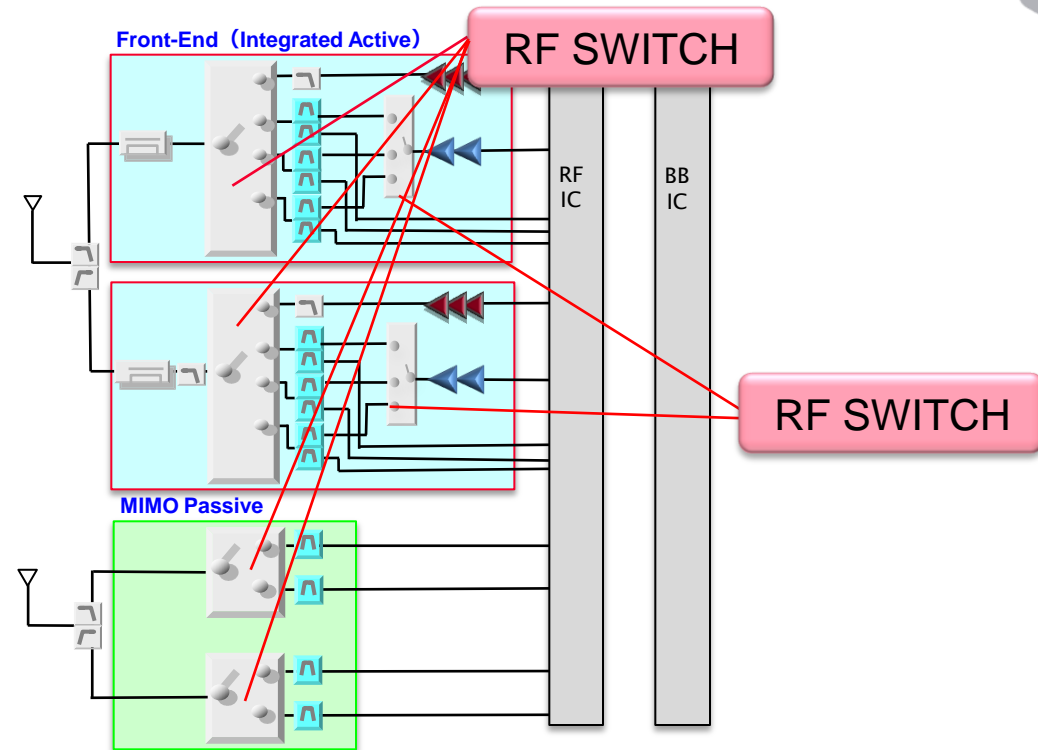 Front-End（Integrated Active）
RF SWITCH
RF
IC
BB
IC
RF SWITCH
MIMO Passive